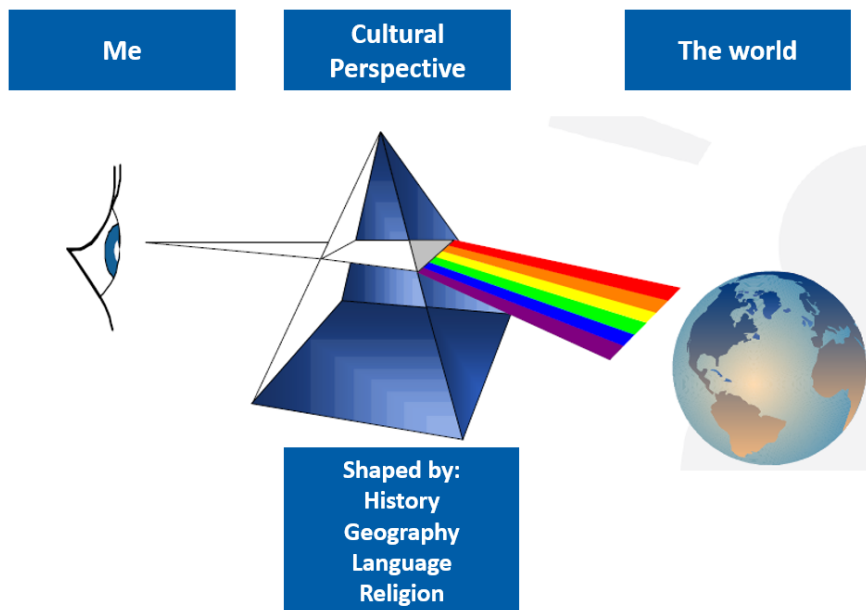 Me
Cultural
Perspective
The world
Shaped by:
History
Geography
Language
Religion